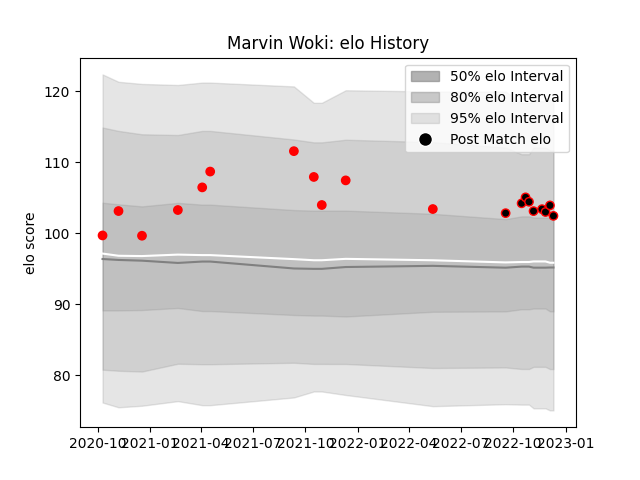 Marvin Woki: elo History
50% elo Interval
80% elo Interval
95% elo Interval
Post Match elo
elo score
120
110
100
90
80
2020-10 2021-01 2021-04 2021-07 2021-10 2022-01 2022-04 2022-07 2022-10 2023-01